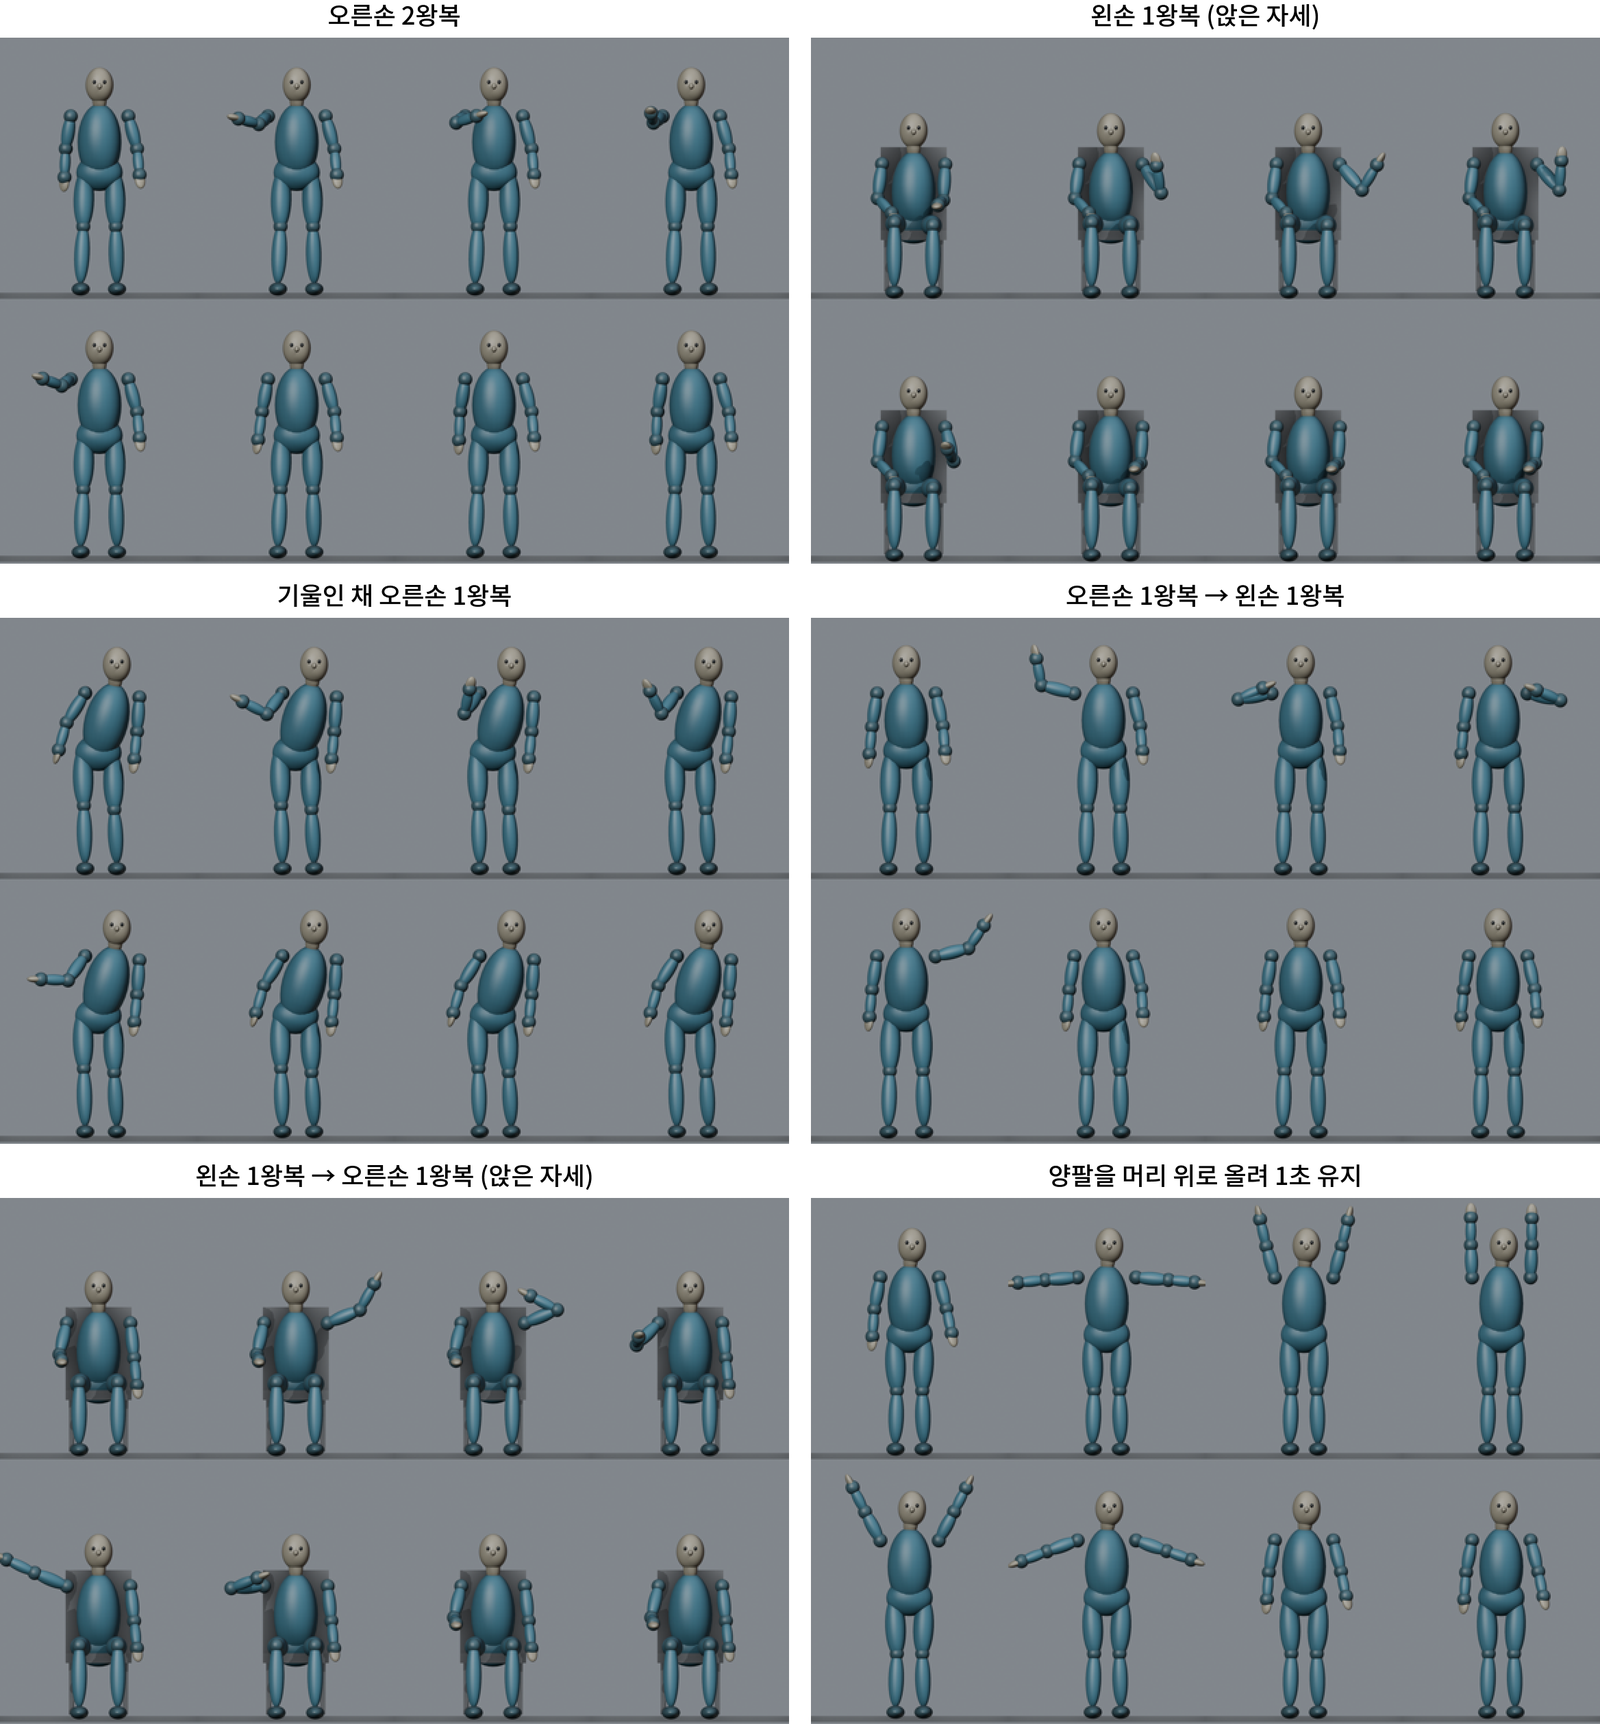 오른손 2왕복
왼손 1왕복 (앉은 자세)
기울인 채 오른손 1왕복
오른손 1왕복 → 왼손 1왕복
왼손 1왕복 → 오른손 1왕복 (앉은 자세)
양팔을 머리 위로 올려 1초 유지